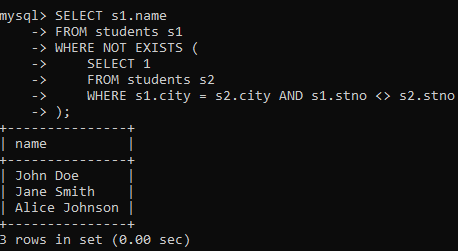 mysql> SELECT s1.name
    -> FROM students s1
    -> WHERE NOT EXISTS (
    ->     SELECT 1
    ->     FROM students s2
    ->     WHERE s1.city = s2.city AND s1.stno <> s2.stno
    -> );
+---------------+
| name          |
+---------------+
| John Doe      |
| Jane Smith    |
| Alice Johnson |
+---------------+
3 rows in set (0.00 sec)